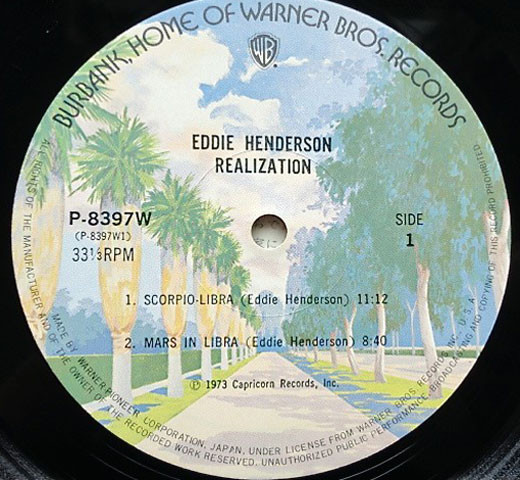 BURBANK, HOME OF WARNER BROS. RECORDS
WB
EDDIE HENDERSON
REALIZATION
P-8397W
(P-8397W1)
33⅓RPM
SIDE
1
1. SCORPIO-LIBRA (Eddie Henderson) 11:12
2. MARS IN LIBRA (Eddie Henderson) 8:40
Ⓟ 1973 Capricorn Records, Inc.
MADE BY WARNER-PIONEER CORPORATION, JAPAN, UNDER LICENSE FROM WARNER BROS. RECORDS INC., U.S.A.
ALL RIGHTS OF THE MANUFACTURER AND OF THE OWNER OF THE RECORDED WORK RESERVED. UNAUTHORIZED PUBLIC PERFORMANCE, BROADCASTING AND COPYING OF THIS RECORD PROHIBITED.